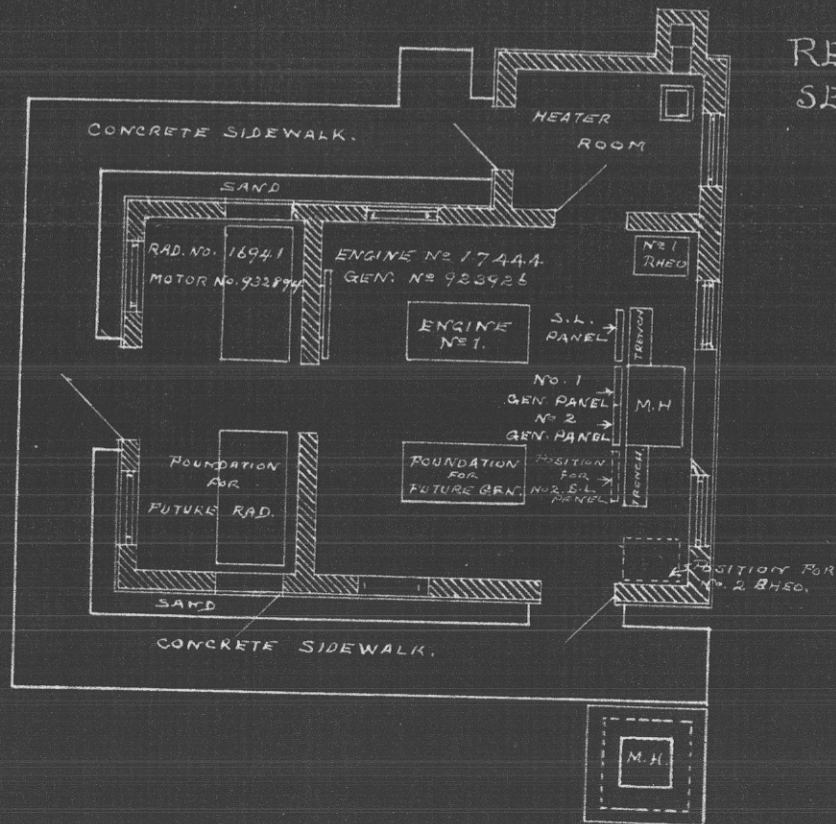 RE
SE
CONCRETE SIDEWALK.
HEATER
ROOM
SAND
RAD. NO. 16941
MOTOR NO. 932894
ENGINE Nº 17444
GEN. Nº 923926
Nº 1
RHEO
ENGINE
Nº 1.
S.L.
PANEL
TRENCH
NO. 1
GEN. PANEL
NO. 2
GEN. PANEL
M.H
FOUNDATION
FOR
FUTURE RAD.
FOUNDATION
FOR
FUTURE GEN.
POSITION
FOR
NO 2. S.L.
PANEL
TRENCH
POSITION FOR
NO. 2 RHEO.
SAND
CONCRETE SIDEWALK.
M.H.